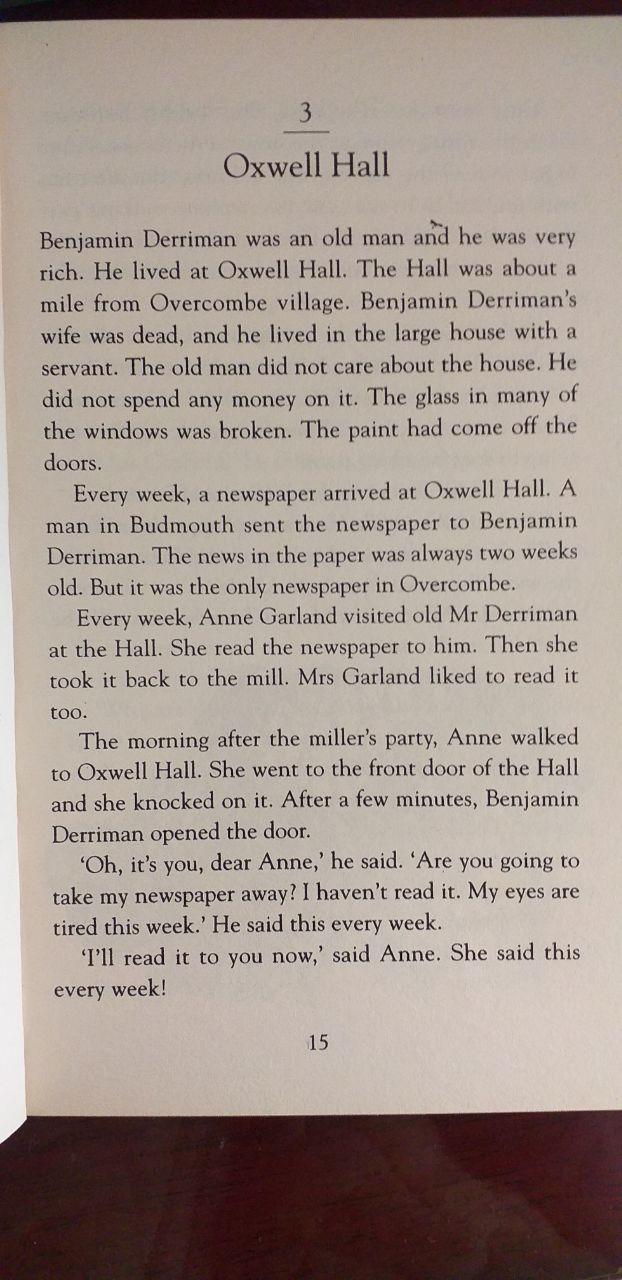 3
Oxwell Hall
Benjamin Derriman was an old man and he was very
rich. He lived at Oxwell Hall. The Hall was about a
mile from Overcombe village. Benjamin Derriman's
wife was dead, and he lived in the large house with a
servant. The old man did not care about the house. He
did not spend any money on it. The glass in many of
the windows was broken. The paint had come off the
doors.
Every week, a newspaper arrived at Oxwell Hall. A
man in Budmouth sent the newspaper to Benjamin
Derriman. The news in the paper was always two weeks
old. But it was the only newspaper in Overcombe.
Every week, Anne Garland visited old Mr Derriman
at the Hall. She read the newspaper to him. Then she
took it back to the mill. Mrs Garland liked to read it
too.
The morning after the miller's party, Anne walked
to Oxwell Hall. She went to the front door of the Hall
and she knocked on it. After a few minutes, Benjamin
Derriman opened the door.
‘Oh, it's you, dear Anne,’ he said. ‘Are you going to
take my newspaper away? I haven't read it. My eyes are
tired this week.’ He said this every week.
‘I'll read it to you now,’ said Anne. She said this
every week!
15